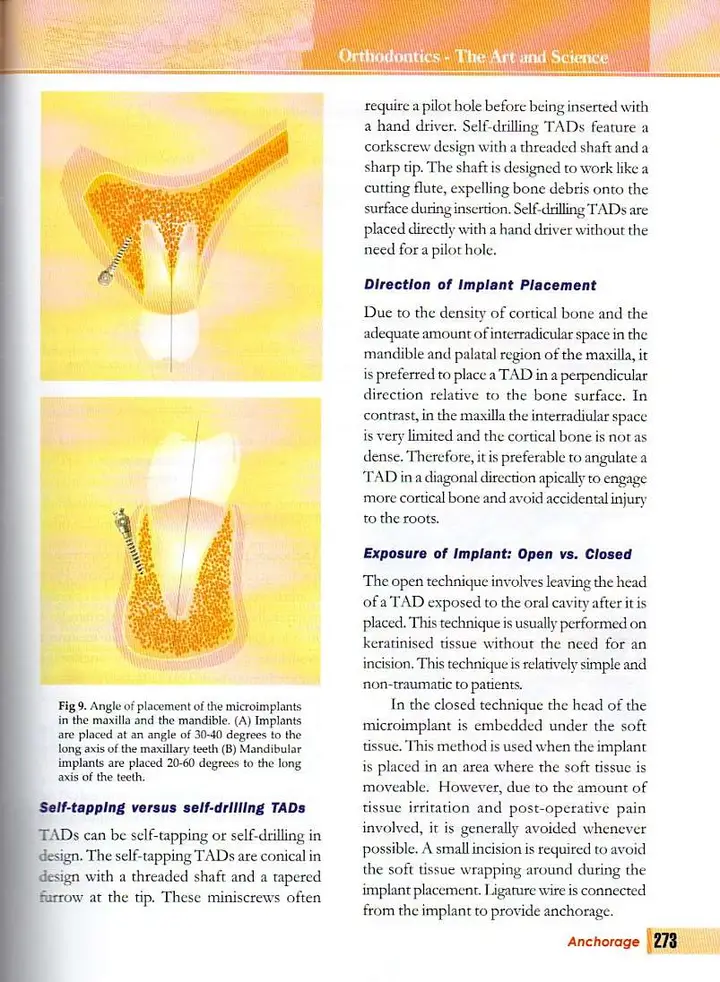 Orthodontics - The Art and Science
Fig 9. Angle of placement of the microimplants
in the maxilla and the mandible. (A) Implants
are placed at an angle of 30-40 degrees to the
long axis of the maxillary teeth (B) Mandibular
implants are placed 20-60 degrees to the long
axis of the teeth.
Self-tapping versus self-drilling TADs
TADs can be self-tapping or self-drilling in
design. The self-tapping TADs are conical in
design with a threaded shaft and a tapered
furrow at the tip. These miniscrews often
require a pilot hole before being inserted with
a hand driver. Self-drilling TADs feature a
corkscrew design with a threaded shaft and a
sharp tip. The shaft is designed to work like a
cutting flute, expelling bone debris onto the
surface during insertion. Self-drilling TADs are
placed directly with a hand driver without the
need for a pilot hole.
Direction of Implant Placement
Due to the density of cortical bone and the
adequate amount of interradicular space in the
mandible and palatal region of the maxilla, it
is preferred to place a TAD in a perpendicular
direction relative to the bone surface. In
contrast, in the maxilla the interradiular space
is very limited and the cortical bone is not as
dense. Therefore, it is preferable to angulate a
TAD in a diagonal direction apically to engage
more cortical bone and avoid accidental injury
to the roots.
Exposure of Implant: Open vs. Closed
The open technique involves leaving the head
of a TAD exposed to the oral cavity after it is
placed. This technique is usually performed on
keratinised tissue without the need for an
incision. This technique is relatively simple and
non-traumatic to patients.
In the closed technique the head of the
microimplant is embedded under the soft
tissue. This method is used when the implant
is placed in an area where the soft tissue is
moveable. However, due to the amount of
tissue irritation and post-operative pain
involved, it is generally avoided whenever
possible. A small incision is required to avoid
the soft tissue wrapping around during the
implant placement. Ligature wire is connected
from the implant to provide anchorage.
Anchorage 273